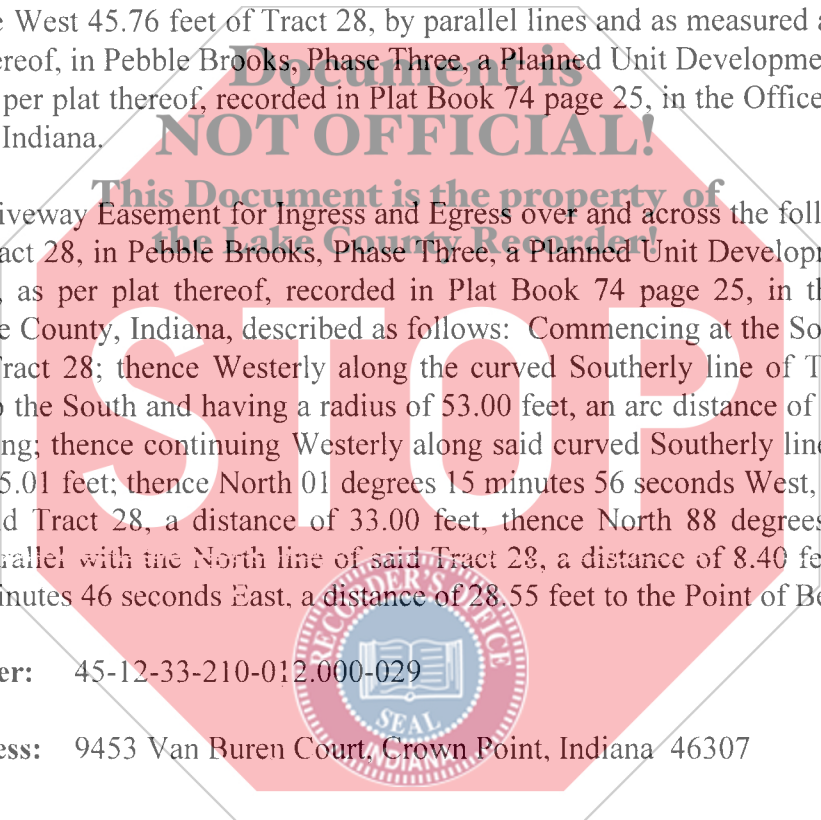 e West 45.76 feet of Tract 28, by parallel lines and as measured a
ereof, in Pebble Brooks, Phase Three, a Planned Unit Developme
per plat thereof, recorded in Plat Book 74 page 25, in the Office
Indiana.
Document is
NOT OFFICIAL!
This Document is the property of
the Lake County Recorder!
iveway Easement for Ingress and Egress over and across the foll
act 28, in Pebble Brooks, Phase Three, a Planned Unit Developr
, as per plat thereof, recorded in Plat Book 74 page 25, in th
e County, Indiana, described as follows: Commencing at the So
Tract 28; thence Westerly along the curved Southerly line of T
o the South and having a radius of 53.00 feet, an arc distance of
ing; thence continuing Westerly along said curved Southerly line
5.01 feet; thence North 01 degrees 15 minutes 56 seconds West,
d Tract 28, a distance of 33.00 feet, thence North 88 degrees
rallel with the North line of said Tract 28, a distance of 8.40 fe
inutes 46 seconds East, a distance of 28.55 feet to the Point of Be
STOP
er: 45-12-33-210-012.000-029
ess: 9453 Van Buren Court, Crown Point, Indiana 46307
RECORDER'S OFFICE
SEAL
INDIANA